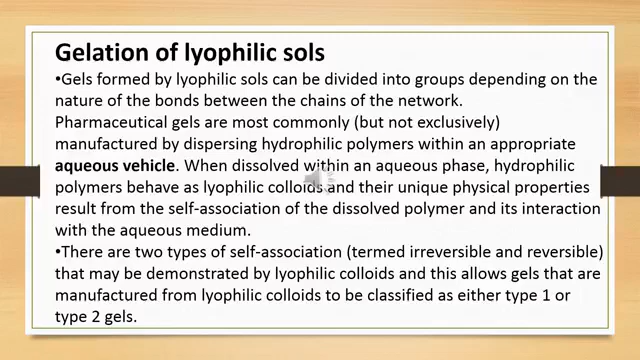 Gelation of lyophilic sols
•Gels formed by lyophilic sols can be divided into groups depending on the
nature of the bonds between the chains of the network.
Pharmaceutical gels are most commonly (but not exclusively)
manufactured by dispersing hydrophilic polymers within an appropriate
aqueous vehicle. When dissolved within an aqueous phase, hydrophilic
polymers behave as lyophilic colloids and their unique physical properties
result from the self-association of the dissolved polymer and its interaction
with the aqueous medium.
•There are two types of self-association (termed irreversible and reversible)
that may be demonstrated by lyophilic colloids and this allows gels that are
manufactured from lyophilic colloids to be classified as either type 1 or
type 2 gels.